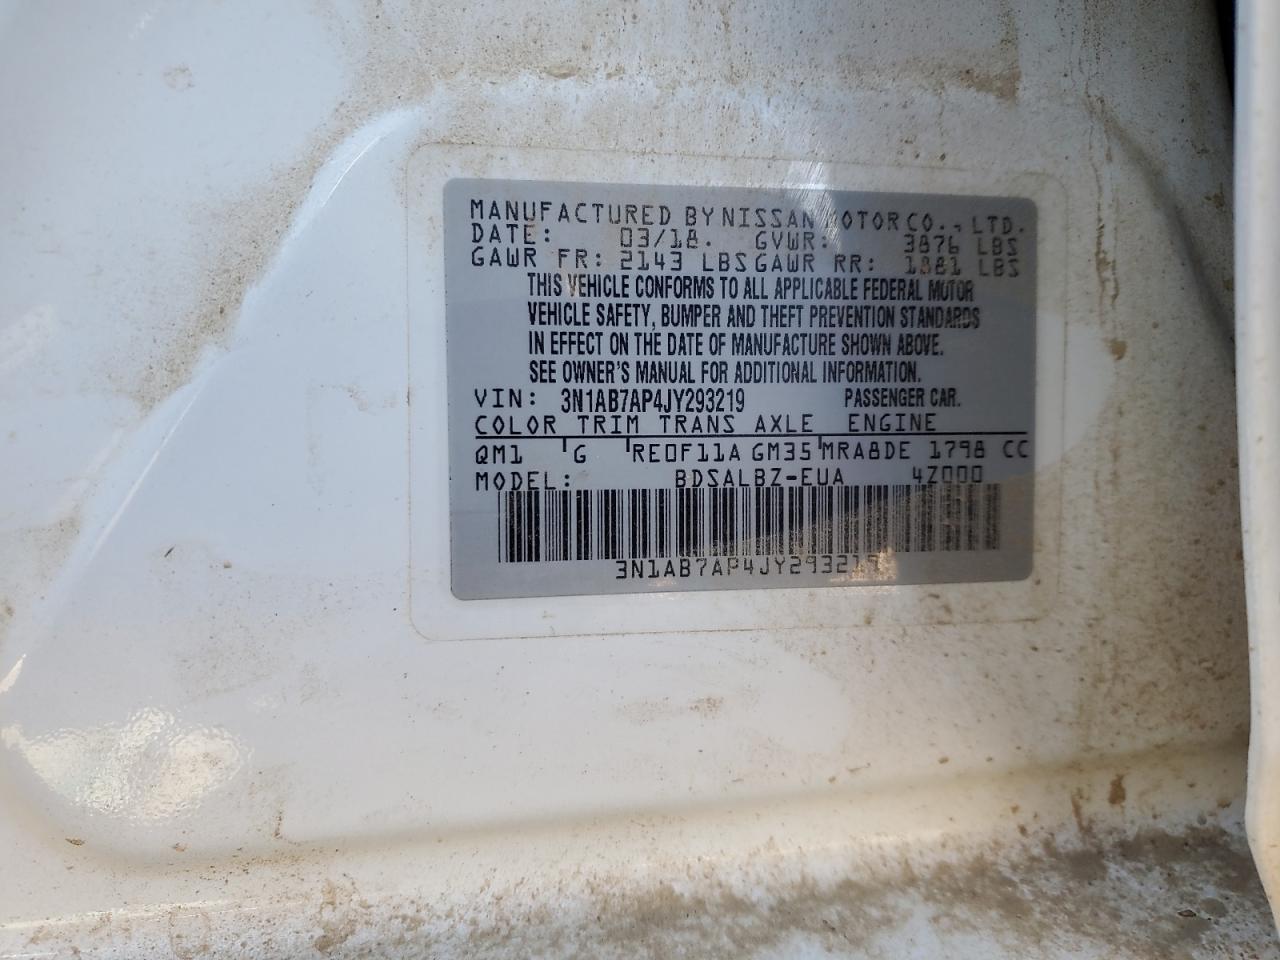 MANUFACTURED BY NISSAN MOTOR CO., LTD.
DATE: 03/18. GVWR: 3876 LBS
GAWR FR: 2143 LBS GAWR RR: 1881 LBS
THIS VEHICLE CONFORMS TO ALL APPLICABLE FEDERAL MOTOR
VEHICLE SAFETY, BUMPER AND THEFT PREVENTION STANDARDS
IN EFFECT ON THE DATE OF MANUFACTURE SHOWN ABOVE.
SEE OWNER'S MANUAL FOR ADDITIONAL INFORMATION.
VIN: 3N1AB7AP4JY293219 PASSENGER CAR.
COLOR TRIM TRANS AXLE ENGINE
QM1 G RE0F11A GM35 MRA8DE 1798 CC
MODEL: BDSALBZ-EUA 4Z000
3N1AB7AP4JY293219